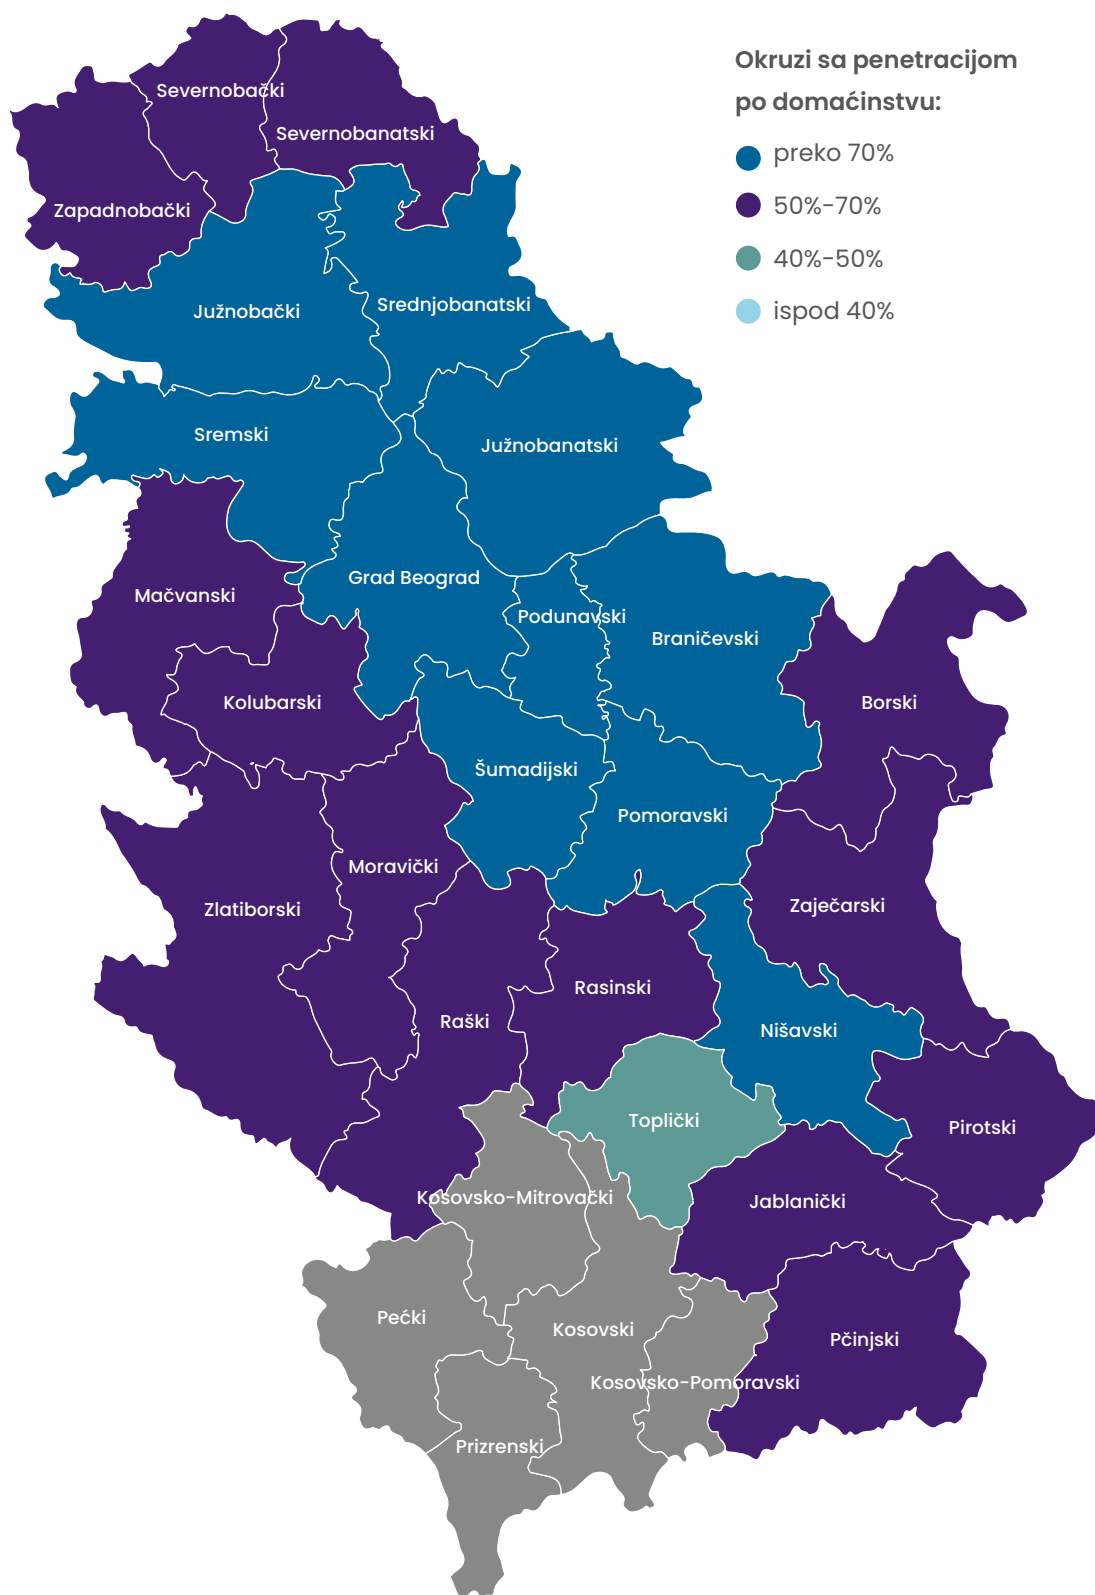 Okruzi sa penetracijom
po domaćinstvu:
preko 70%
50%-70%
40%-50%
ispod 40%
Severnobački
Severnobanatski
Zapadnobački
Južnobački
Srednjobanatski
Sremski
Južnobanatski
Grad Beograd
Mačvanski
Podunavski
Braničevski
Kolubarski
Borski
Šumadijski
Pomoravski
Moravički
Zlatiborski
Zaječarski
Rasinski
Raški
Nišavski
Toplički
Pirotski
Kosovsko-Mitrovački
Jablanički
Pećki
Kosovski
Pčinjski
Kosovsko-Pomoravski
Prizrenski